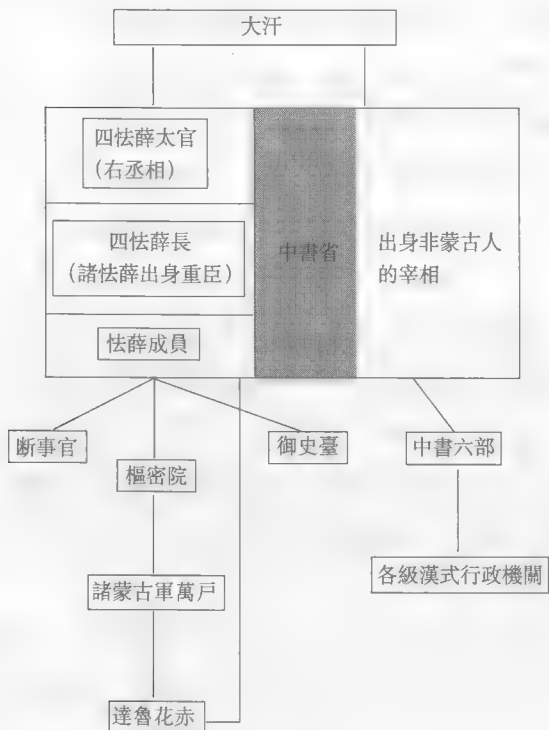 大汗
四怯薛太官
（右丞相）
四怯薛長
（諸怯薛出身重臣）
怯薛成員
中書省
出身非蒙古人
的宰相
断事官
樞密院
御史臺
中書六部
諸蒙古軍萬戶
各級漢式行政機關
達魯花赤